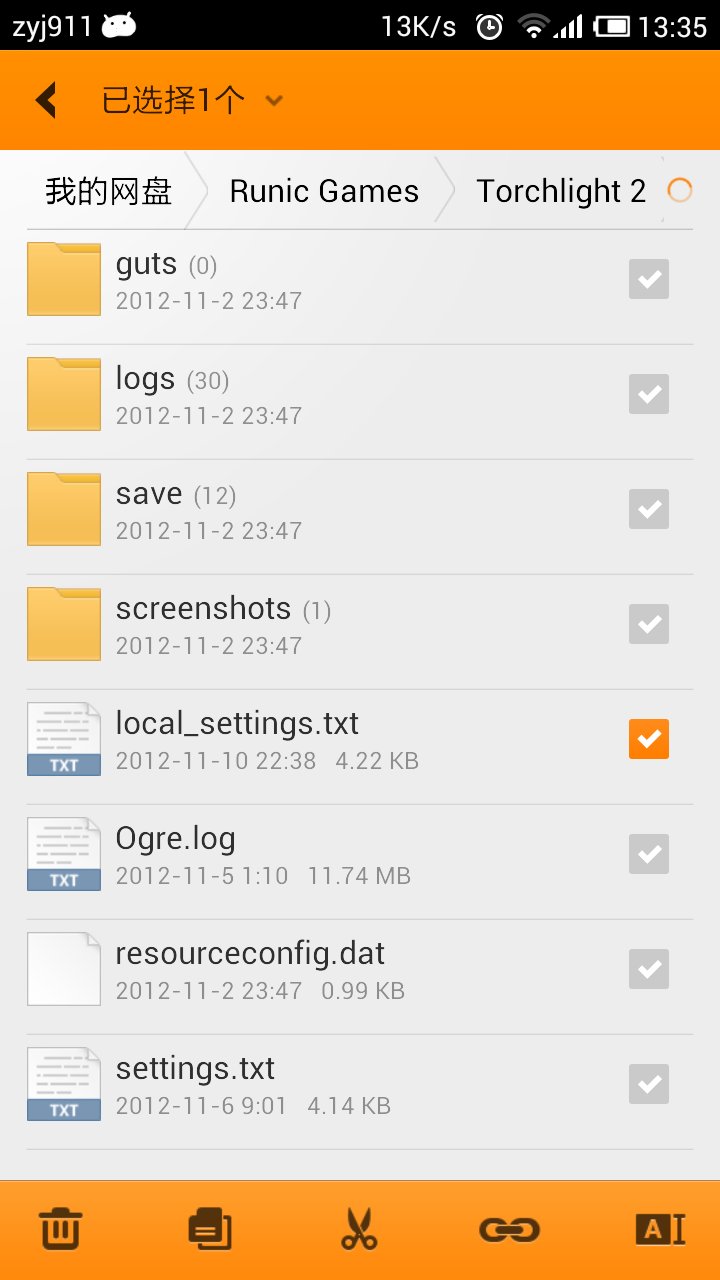 zyj911 13K/s 13:35
已选择1个
我的网盘 Runic Games Torchlight 2
guts (0)
2012-11-2 23:47
logs (30)
2012-11-2 23:47
save (12)
2012-11-2 23:47
screenshots (1)
2012-11-2 23:47
local_settings.txt
TXT 2012-11-10 22:38 4.22 KB
Ogre.log
TXT 2012-11-5 1:10 11.74 MB
resourceconfig.dat
2012-11-2 23:47 0.99 KB
settings.txt
TXT 2012-11-6 9:01 4.14 KB
A